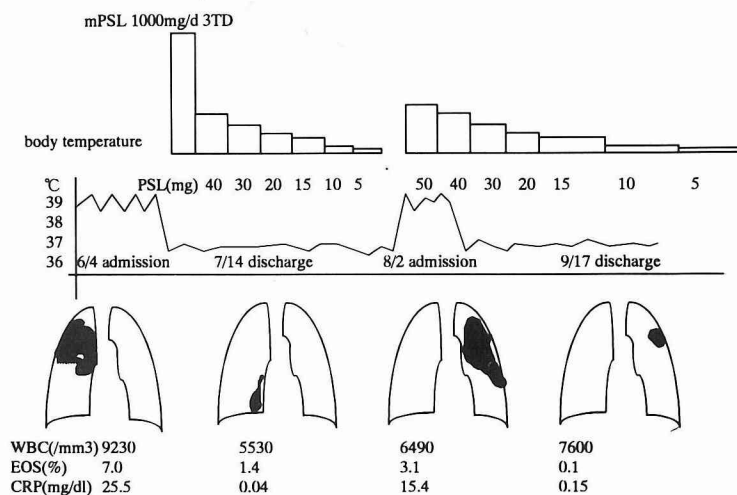 mPSL 1000mg/d 3TD
body temperature
PSL(mg) 40 30 20 15 10 5 50 40 30 20 15 10 5
℃
39
38
37
36
6/4 admission 7/14 discharge 8/2 admission 9/17 discharge
WBC(/mm3) 9230 5530 6490 7600
EOS(%) 7.0 1.4 3.1 0.1
CRP(mg/dl) 25.5 0.04 15.4 0.15